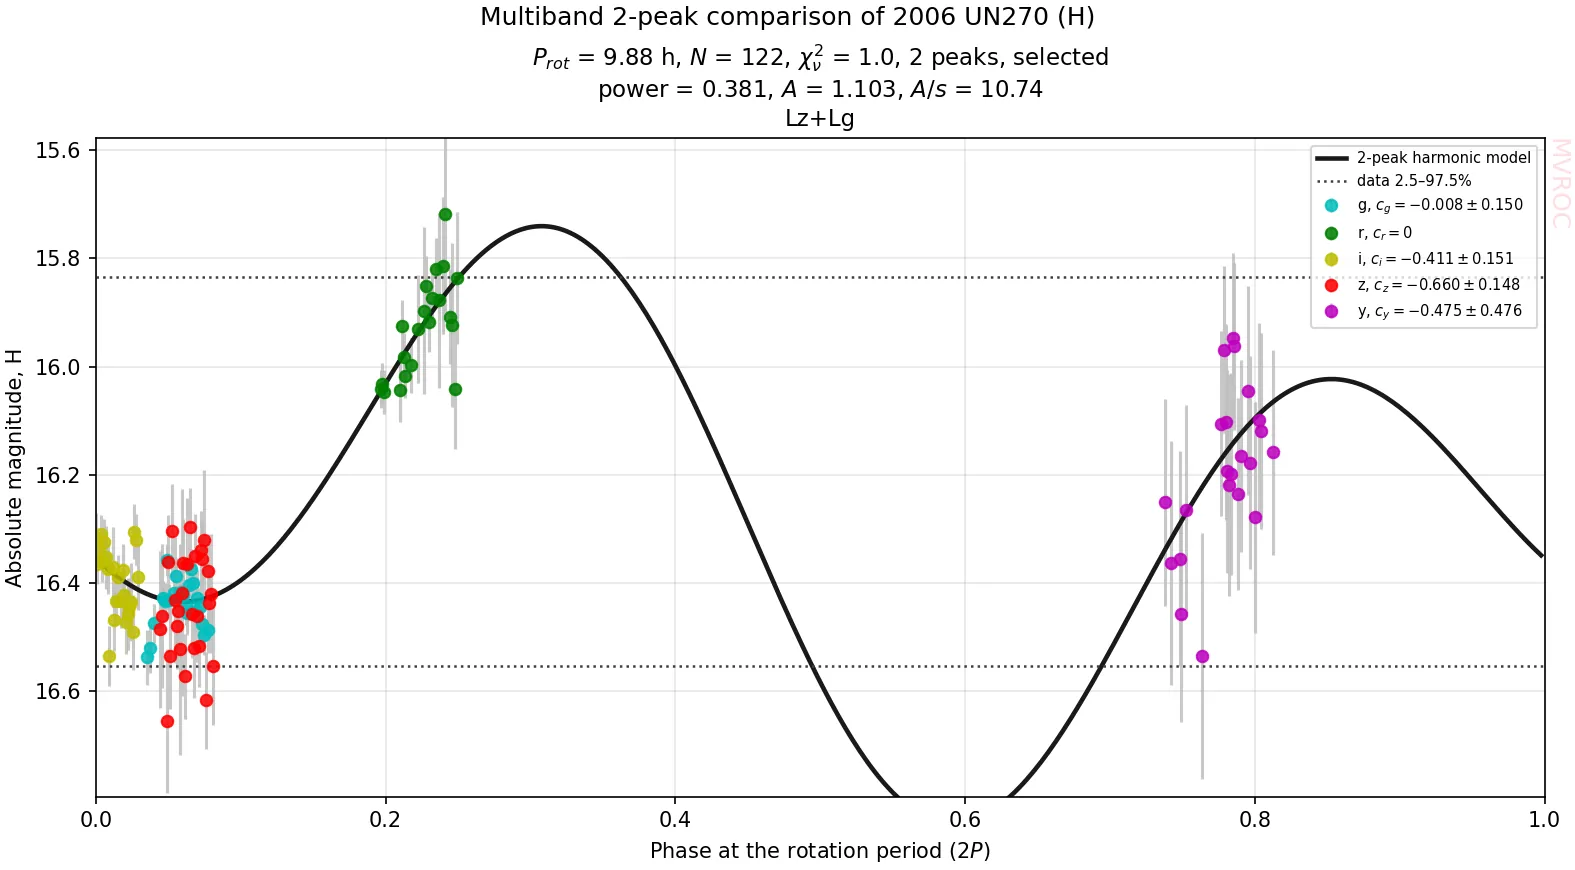 Multiband 2-peak comparison of 2006 UN270 (H)
P_rot = 9.88 h, N = 122, χ²_ν = 1.0, 2 peaks, selected
power = 0.381, A = 1.103, A/s = 10.74
Lz+Lg
MVROC
2-peak harmonic model
data 2.5–97.5%
g, c_g = −0.008 ± 0.150
r, c_r = 0
i, c_i = −0.411 ± 0.151
z, c_z = −0.660 ± 0.148
y, c_y = −0.475 ± 0.476
Absolute magnitude, H
15.6
15.8
16.0
16.2
16.4
16.6
0.0 0.2 0.4 0.6 0.8 1.0
Phase at the rotation period (2P)